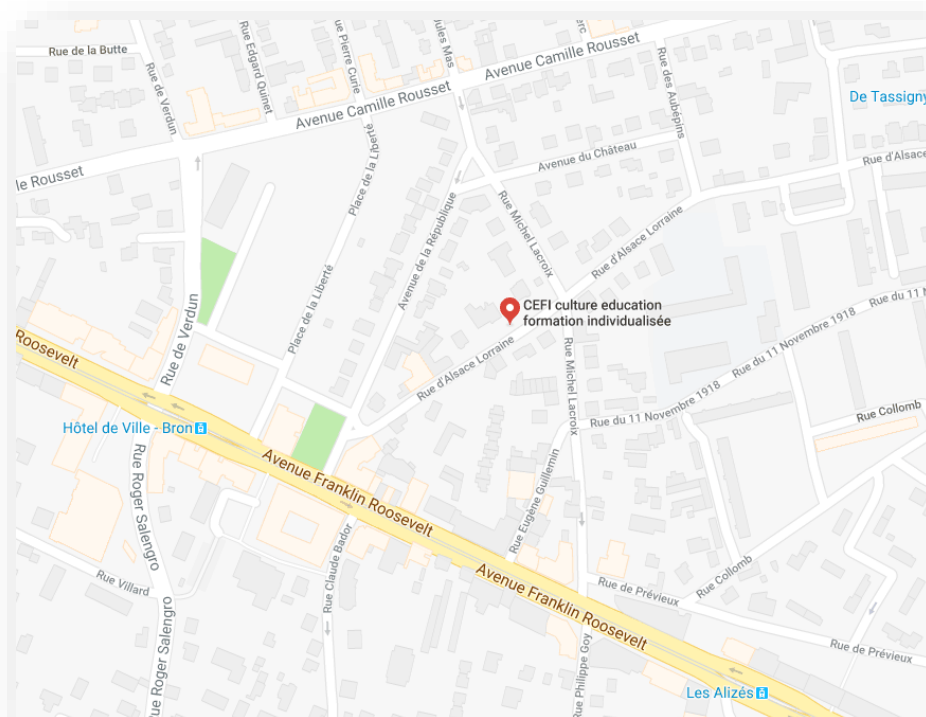 Rue de la Butte
Rue de Verdun
Rue Edgard Quinet
Rue Pierre Curie
Jules Mas
Avenue Camille Rousset
Avenue Camille Rousset
Rue des Aubépins
De Tassigny
le Rousset
Place de la Liberté
Avenue du Château
Rue d'Alsace Lorraine
Avenue de la République
Rue Michel Lacroix
Rue d'Alsace Lorraine
Place de la Liberté
CEFI culture education
formation individualisée
Rue du 11 Nov
Rue de Verdun
Roosevelt
Rue d'Alsace Lorraine
Rue Michel Lacroix
Rue du 11 Novembre 1918
Rue du 11 Novembre 1918
Rue Collomb
Hôtel de Ville - Bron
Avenue Franklin Roosevelt
Rue Roger Salengro
Rue Eugène Guillemin
Rue Claude Bador
Rue Villard
Avenue Franklin Roosevelt
Rue Collomb
Rue de Prévieux
Rue de Prévieux
Rue Roger Salengro
Rue Philippe Goy
Les Alizés